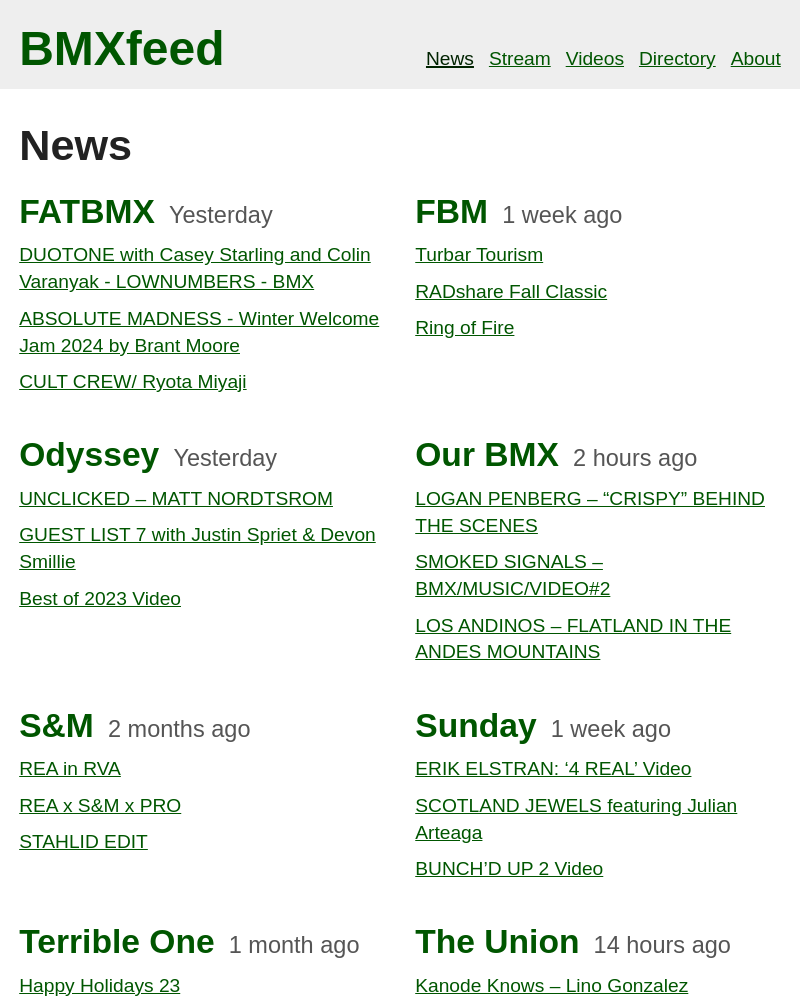 BMXfeed
News Stream Videos Directory About
News
FATBMX Yesterday
DUOTONE with Casey Starling and Colin
Varanyak - LOWNUMBERS - BMX
ABSOLUTE MADNESS - Winter Welcome
Jam 2024 by Brant Moore
CULT CREW/ Ryota Miyaji
FBM 1 week ago
Turbar Tourism
RADshare Fall Classic
Ring of Fire
Odyssey Yesterday
UNCLICKED – MATT NORDTSROM
GUEST LIST 7 with Justin Spriet & Devon
Smillie
Best of 2023 Video
Our BMX 2 hours ago
LOGAN PENBERG – “CRISPY” BEHIND
THE SCENES
SMOKED SIGNALS –
BMX/MUSIC/VIDEO#2
LOS ANDINOS – FLATLAND IN THE
ANDES MOUNTAINS
S&M 2 months ago
REA in RVA
REA x S&M x PRO
STAHLID EDIT
Sunday 1 week ago
ERIK ELSTRAN: ‘4 REAL’ Video
SCOTLAND JEWELS featuring Julian
Arteaga
BUNCH’D UP 2 Video
Terrible One 1 month ago
Happy Holidays 23
The Union 14 hours ago
Kanode Knows – Lino Gonzalez